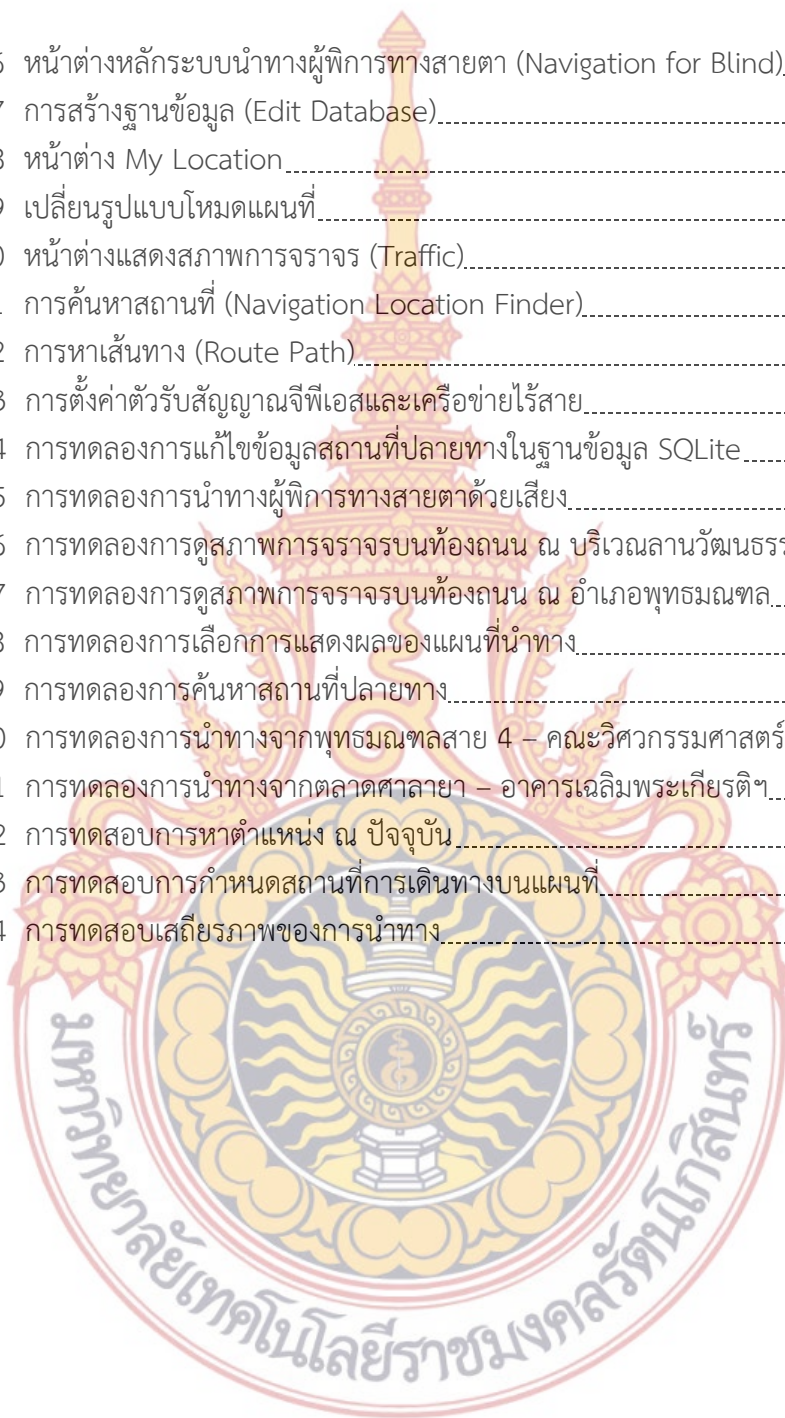 6 หน้าต่างหลักระบบนำทางผู้พิการทางสายตา (Navigation for Blind)
7 การสร้างฐานข้อมูล (Edit Database)
8 หน้าต่าง My Location
9 เปลี่ยนรูปแบบโหมดแผนที่
0 หน้าต่างแสดงสภาพการจราจร (Traffic)
1 การค้นหาสถานที่ (Navigation Location Finder)
2 การหาเส้นทาง (Route Path)
3 การตั้งค่าตัวรับสัญญาณจีพีเอสและเครือข่ายไร้สาย
4 การทดลองการแก้ไขข้อมูลสถานที่ปลายทางในฐานข้อมูล SQLite
5 การทดลองการนำทางผู้พิการทางสายตาด้วยเสียง
6 การทดลองการดูสภาพการจราจรบนท้องถนน ณ บริเวณลานวัฒนธรร
7 การทดลองการดูสภาพการจราจรบนท้องถนน ณ อำเภอพุทธมณฑล
8 การทดลองการเลือกการแสดงผลของแผนที่นำทาง
9 การทดลองการค้นหาสถานที่ปลายทาง
0 การทดลองการนำทางจากพุทธมณฑลสาย 4 – คณะวิศวกรรมศาสตร์
1 การทดลองการนำทางจากตลาดศาลายา – อาคารเฉลิมพระเกียรติฯ
2 การทดสอบการหาตำแหน่ง ณ ปัจจุบัน
3 การทดสอบการกำหนดสถานที่การเดินทางบนแผนที่
4 การทดสอบเสถียรภาพของการนำทาง
มหาวิทยาลัยเทคโนโลยีราชมงคลรัตนโกสินทร์